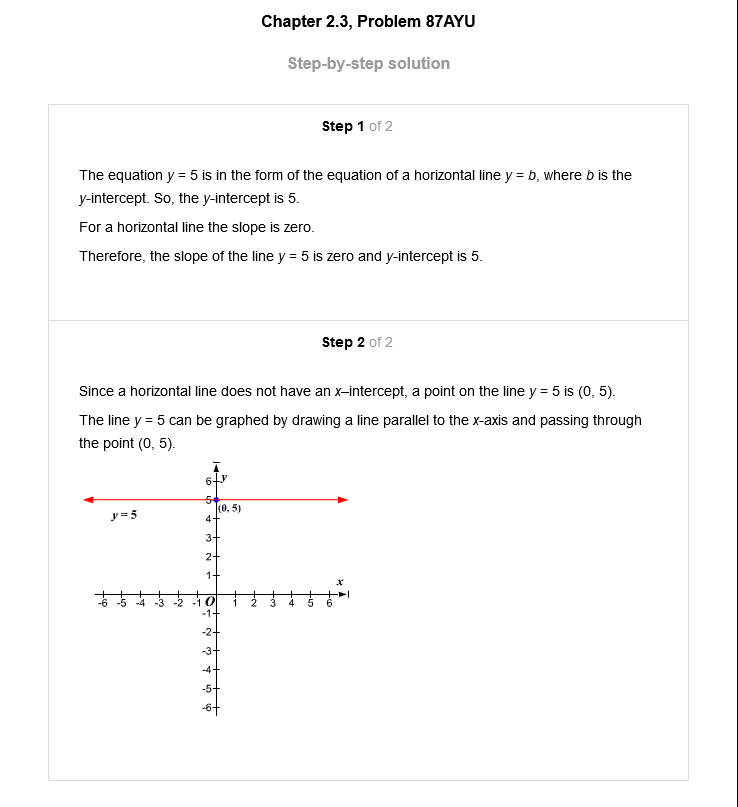 Chapter 2.3, Problem 87AYU
Step-by-step solution
Step 1 of 2
The equation y = 5 is in the form of the equation of a horizontal line y = b, where b is the
y-intercept. So, the y-intercept is 5.
For a horizontal line the slope is zero.
Therefore, the slope of the line y = 5 is zero and y-intercept is 5.
Step 2 of 2
Since a horizontal line does not have an x–intercept, a point on the line y = 5 is (0, 5).
The line y = 5 can be graphed by drawing a line parallel to the x-axis and passing through
the point (0, 5).
y
6
5
(0, 5)
y = 5
4
3
2
1
x
-6 -5 -4 -3 -2 -1 O 1 2 3 4 5 6
-1
-2
-3
-4
-5
-6